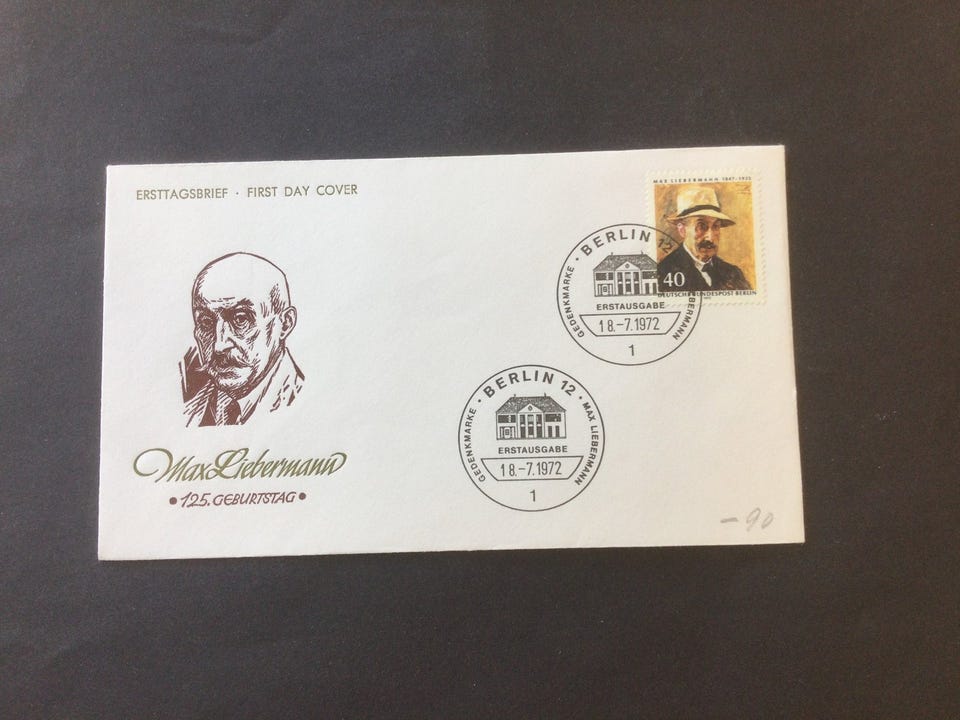 ERSTTAGSBRIEF · FIRST DAY COVER
MAX LIEBERMANN 1847-1935
40
DEUTSCHE BUNDESPOST BERLIN
BERLIN 12
GEDENKMARKE
MAX LIEBERMANN
ERSTAUSGABE
18.-7.1972
1
BERLIN 12
GEDENKMARKE · MAX LIEBERMANN
ERSTAUSGABE
18.-7.1972
1
Max Liebermann
• 125. GEBURTSTAG •
-90